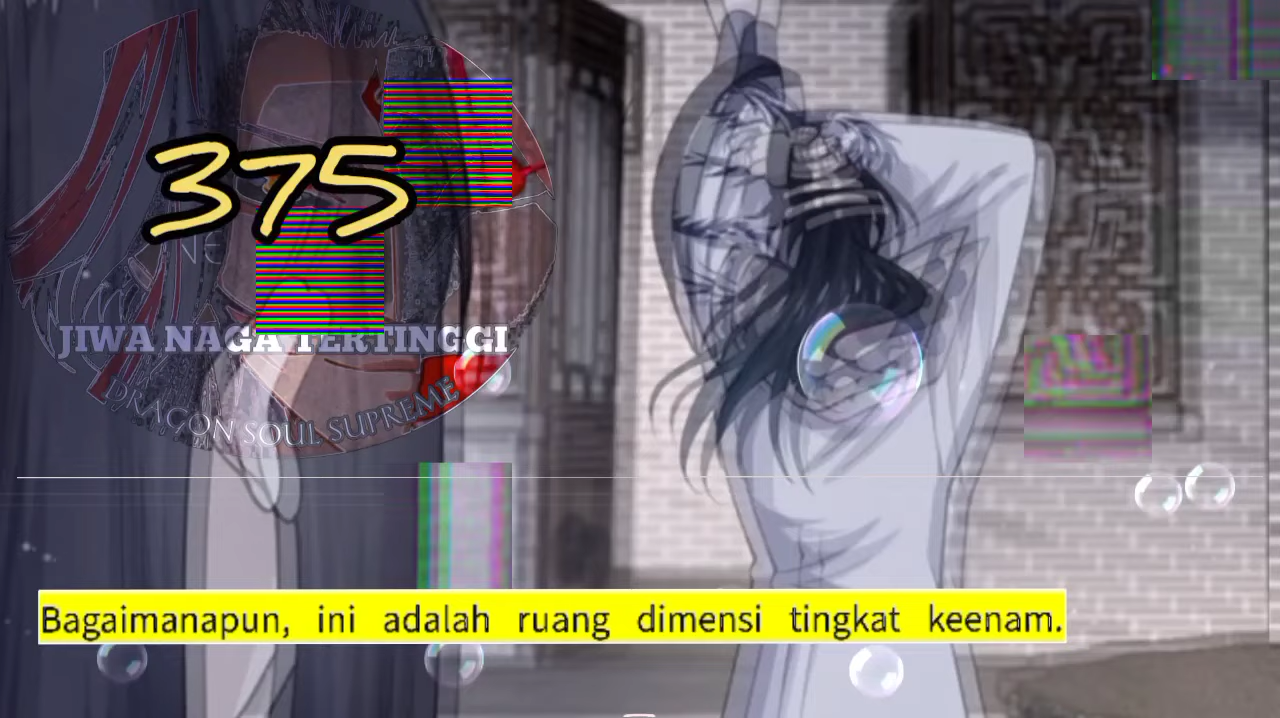 375
JIWA NAGA TERTINGGI
DRAGON SOUL SUPREME
Bagaimanapun, ini adalah ruang dimensi tingkat keenam.